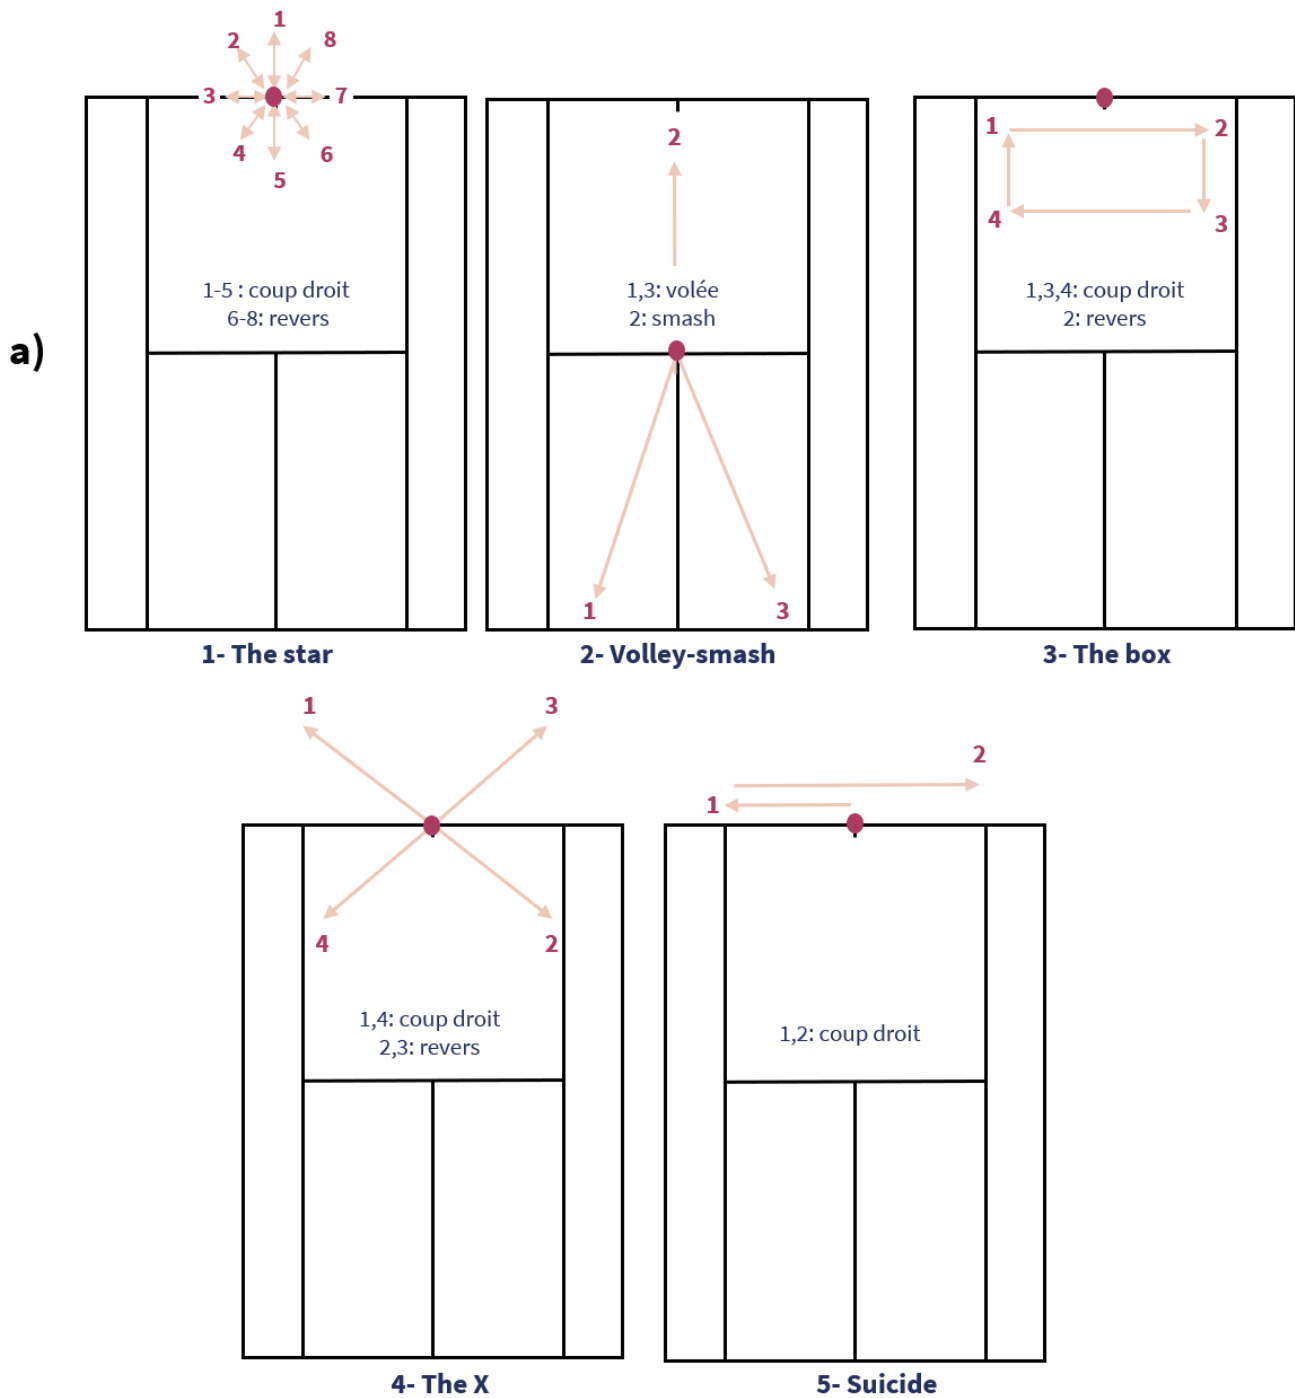 a)
1
2
8
3
7
4
6
5
1-5 : coup droit
6-8: revers
1- The star
2
1,3: volée
2: smash
1
3
2- Volley-smash
1
2
4
3
1,3,4: coup droit
2: revers
3- The box
1
3
4
2
1,4: coup droit
2,3: revers
4- The X
2
1
1,2: coup droit
5- Suicide